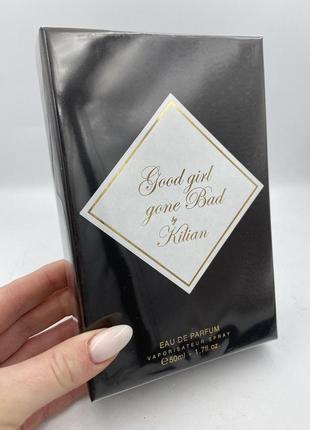 Good girl
gone Bad
by
Kilian
EAU DE PARFUM
VAPORISATEUR SPRAY
℮50ml - 1.7fl.oz.